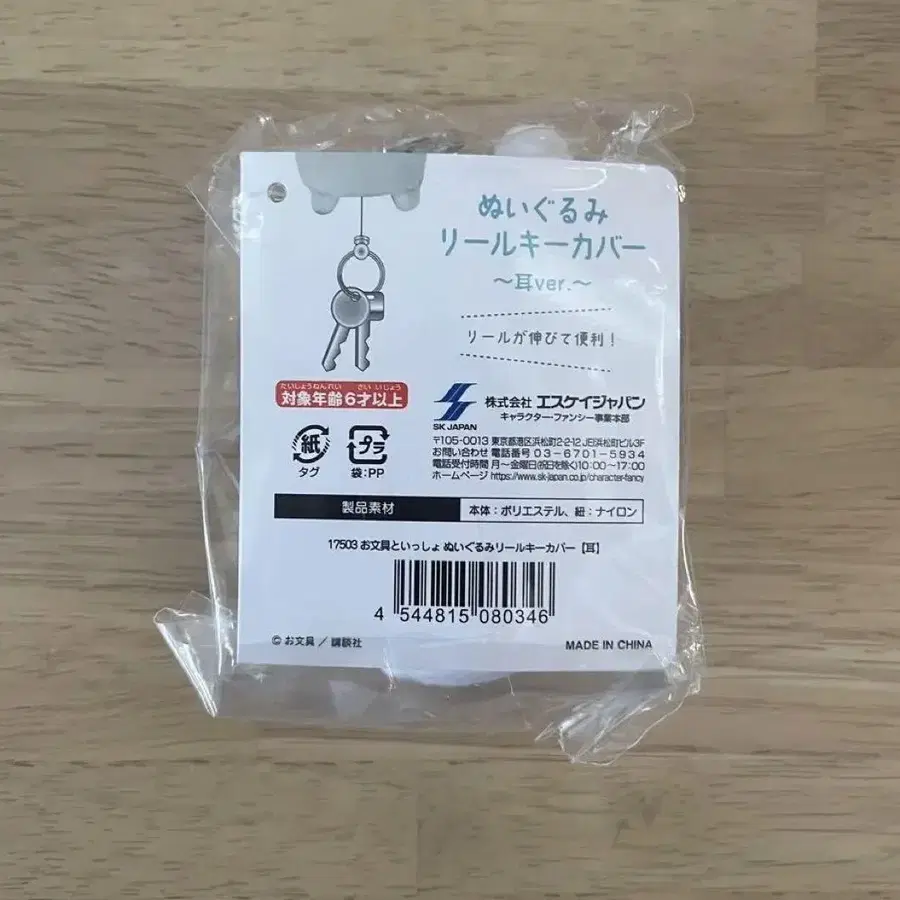 ぬいぐるみ
リールキーカバー
～耳ver.～
リールが伸びて便利！
たいしょうねんれい さい いじょう
対象年齢6才以上
紙
タグ
プラ
袋：PP
SK JAPAN
株式会社 エスケイジャパン
キャラクター・ファンシー事業本部
〒105-0013 東京都港区浜松町2-2-12 JEI浜松町ビル3F
お問い合わせ電話番号 03-6701-5934
電話受付時間 月～金曜日(祝日を除く)10:00～17:00
ホームページ https://www.sk-japan.co.jp/character-fancy
製品素材
本体：ポリエステル、紐：ナイロン
17503 お文具といっしょ ぬいぐるみリールキーカバー【耳】
4 544815 080346
© お文具／講談社
MADE IN CHINA